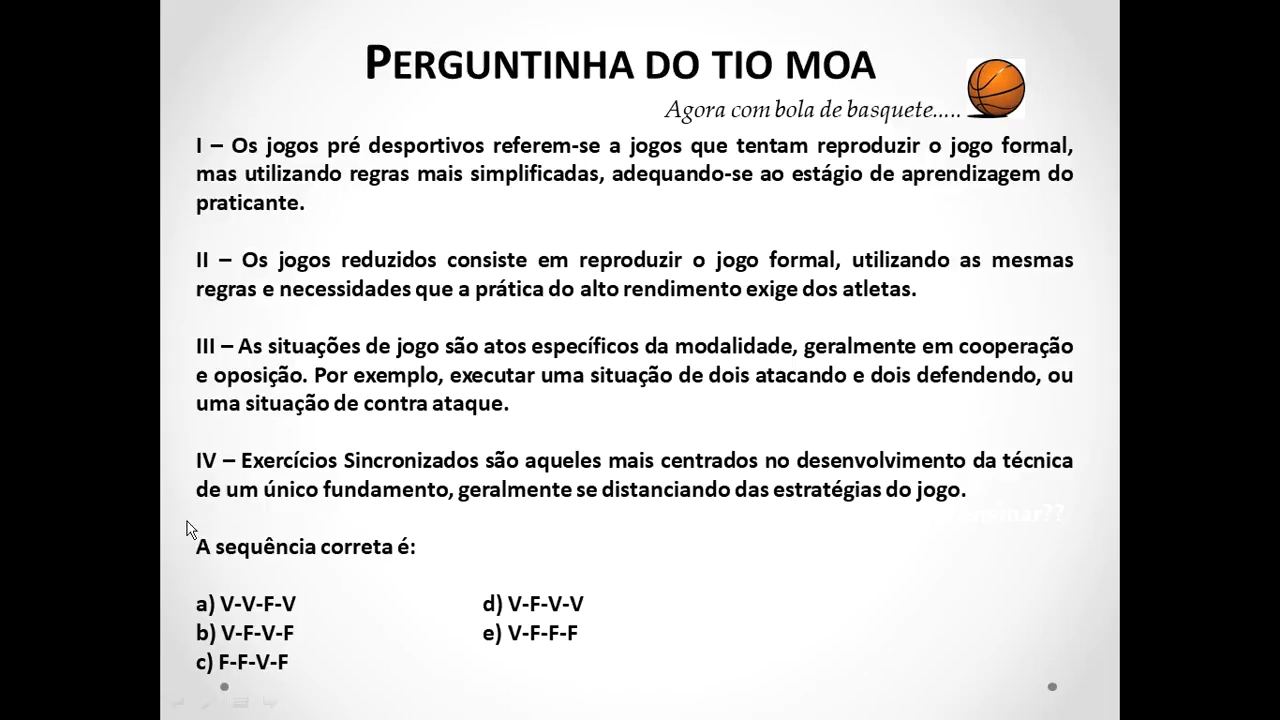 PERGUNTINHA DO TIO MOA
Agora com bola de basquete.....
I – Os jogos pré desportivos referem-se a jogos que tentam reproduzir o jogo formal,
mas utilizando regras mais simplificadas, adequando-se ao estágio de aprendizagem do
praticante.
II – Os jogos reduzidos consiste em reproduzir o jogo formal, utilizando as mesmas
regras e necessidades que a prática do alto rendimento exige dos atletas.
III – As situações de jogo são atos específicos da modalidade, geralmente em cooperação
e oposição. Por exemplo, executar uma situação de dois atacando e dois defendendo, ou
uma situação de contra ataque.
IV – Exercícios Sincronizados são aqueles mais centrados no desenvolvimento da técnica
de um único fundamento, geralmente se distanciando das estratégias do jogo.
A sequência correta é:
a) V-V-F-V
b) V-F-V-F
c) F-F-V-F
d) V-F-V-V
e) V-F-F-F